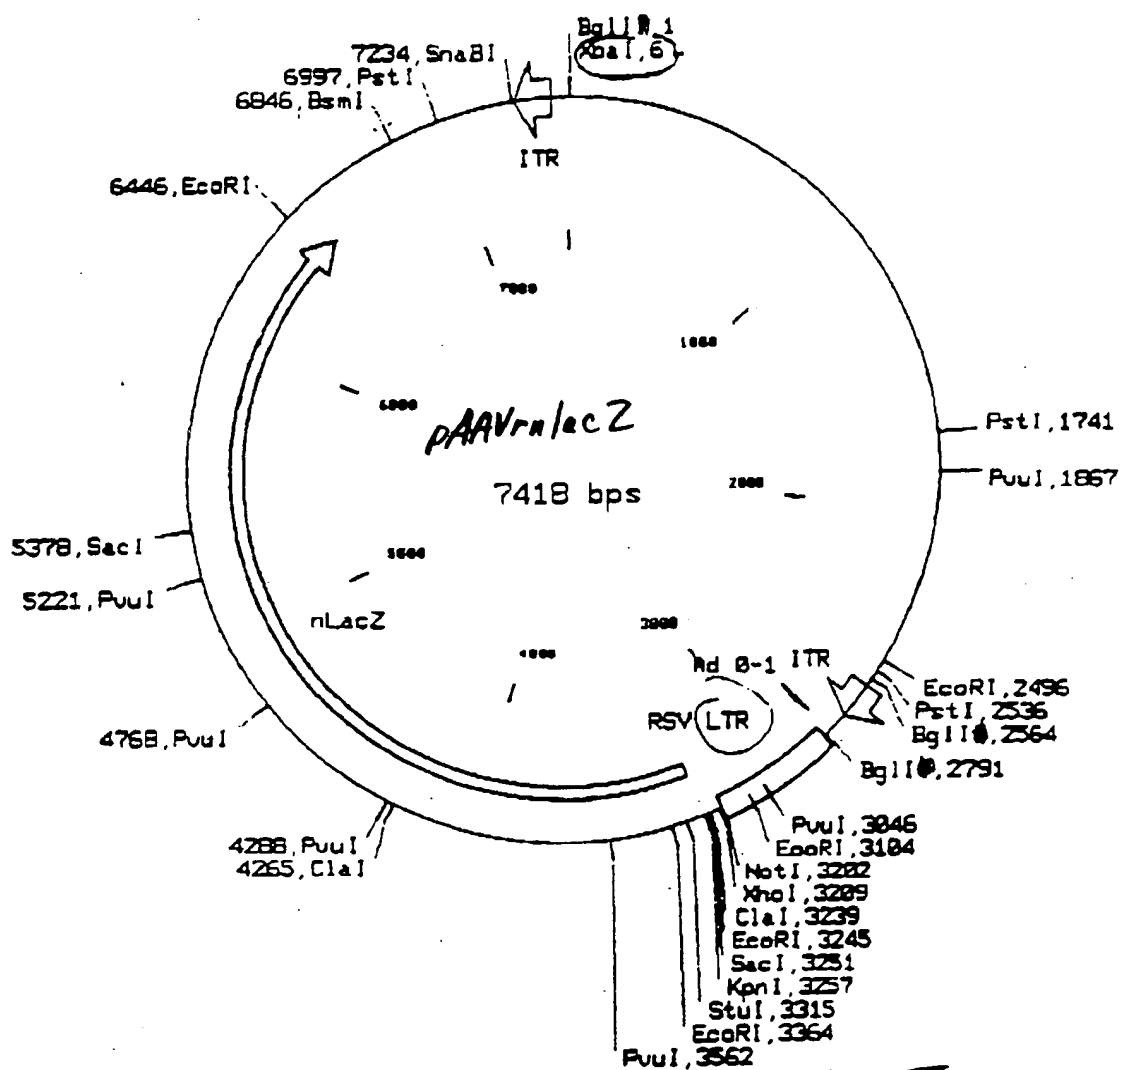 BglII, 1
XbaI, 6
7234, SnaBI
6997, PstI
6846, BsmI
ITR
6446, EcoRI
7000
1000
6000
pAAVrnlacZ
PstI, 1741
7418 bps
2000
PvuI, 1867
5378, SacI
5000
5221, PvuI
nLacZ
3000
4000
Ad 0-1 ITR
EcoRI, 2496
PstI, 2536
RSV LTR
BglII, 2564
4768, PvuI
BglII, 2791
PvuI, 3046
4288, PvuI
EcoRI, 3104
4265, ClaI
NotI, 3202
XhoI, 3209
ClaI, 3239
EcoRI, 3245
SacI, 3251
KpnI, 3257
StuI, 3315
EcoRI, 3364
PvuI, 3562